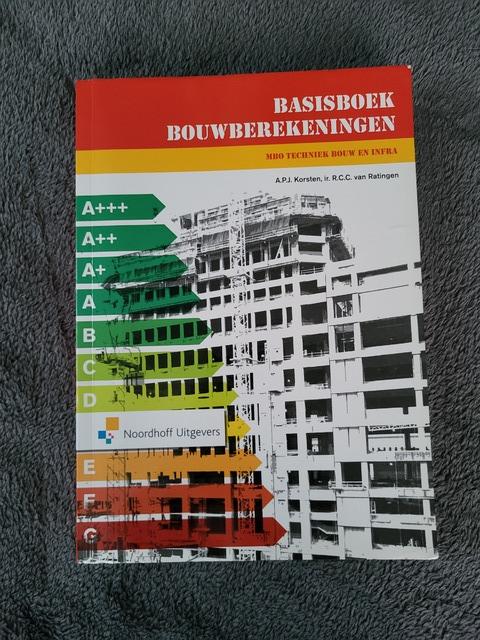 BASISBOEK
BOUWBEREKENINGEN
MBO TECHNIEK BOUW EN INFRA
A.P.J. Korsten, ir. R.C.C. van Ratingen
A+++
A++
A+
A
B
C
D
Noordhoff Uitgevers
E
F
G